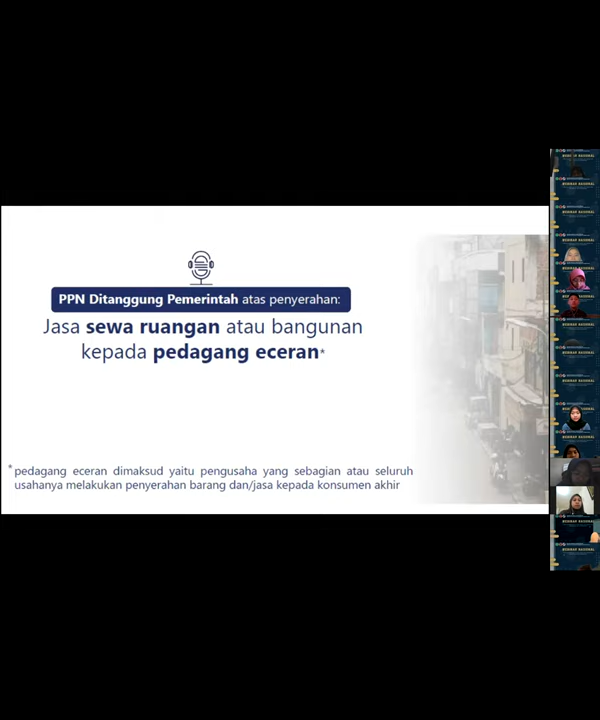 PPN Ditanggung Pemerintah atas penyerahan:
Jasa sewa ruangan atau bangunan
kepada pedagang eceran*
*pedagang eceran dimaksud yaitu pengusaha yang sebagian atau seluruh
usahanya melakukan penyerahan barang dan/jasa kepada konsumen akhir